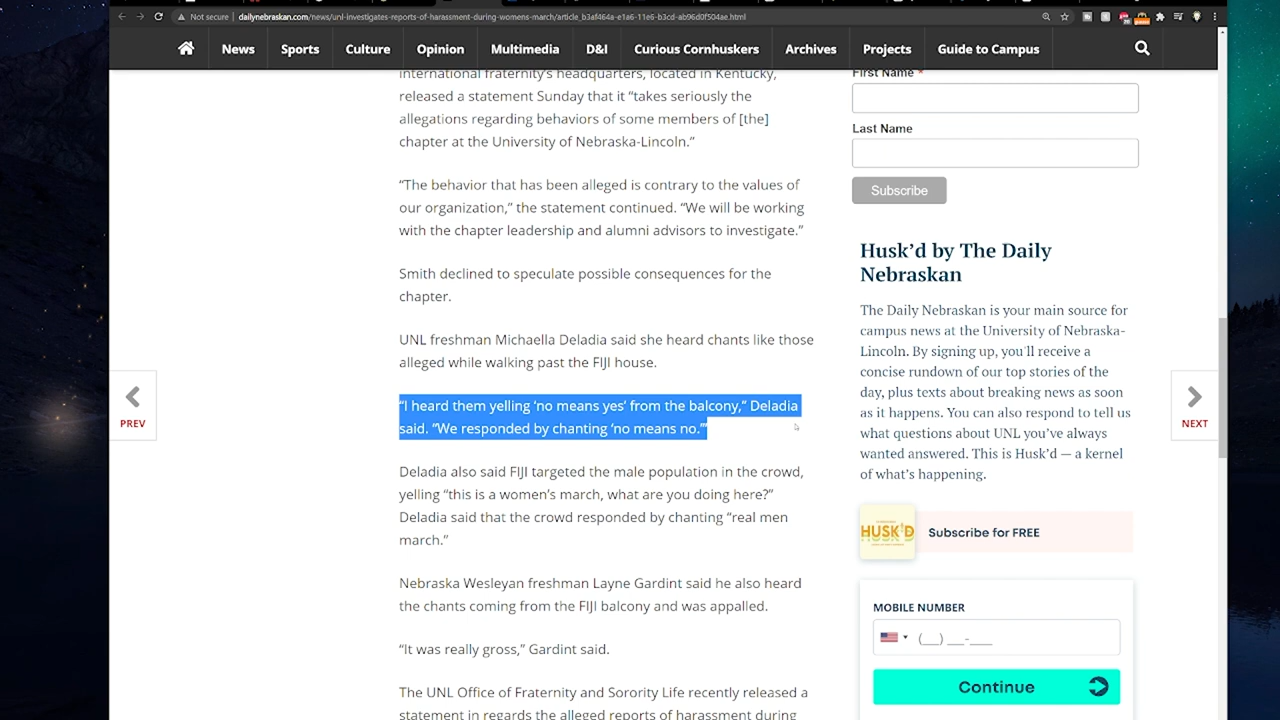 Not secure | dailynebraskan.com/news/unl-investigates-reports-of-harassment-during-womens-march/article_b3af464a-e1a6-11e6-b3cd-ab96d0f504ae.html
News Sports Culture Opinion Multimedia D&I Curious Cornhuskers Archives Projects Guide to Campus
international fraternity's headquarters, located in Kentucky,
released a statement Sunday that it “takes seriously the
allegations regarding behaviors of some members of [the]
chapter at the University of Nebraska-Lincoln.”
“The behavior that has been alleged is contrary to the values of
our organization,” the statement continued. “We will be working
with the chapter leadership and alumni advisors to investigate.”
Smith declined to speculate possible consequences for the
chapter.
UNL freshman Michaella Deladia said she heard chants like those
alleged while walking past the FIJI house.
“I heard them yelling ‘no means yes’ from the balcony,” Deladia
said. “We responded by chanting ‘no means no.’”
Deladia also said FIJI targeted the male population in the crowd,
yelling “this is a women’s march, what are you doing here?”
Deladia said that the crowd responded by chanting “real men
march.”
Nebraska Wesleyan freshman Layne Gardint said he also heard
the chants coming from the FIJI balcony and was appalled.
“It was really gross,” Gardint said.
The UNL Office of Fraternity and Sorority Life recently released a
statement in regards the alleged reports of harassment during
PREV
First Name *
Last Name
Subscribe
Husk’d by The Daily
Nebraskan
The Daily Nebraskan is your main source for
campus news at the University of Nebraska-
Lincoln. By signing up, you'll receive a
concise rundown of our top stories of the
day, plus texts about breaking news as soon
as it happens. You can also respond to tell us
what questions about UNL you’ve always
wanted answered. This is Husk’d — a kernel
of what’s happening.
HUSK'D
Subscribe for FREE
MOBILE NUMBER
(__) ___-____
Continue
NEXT